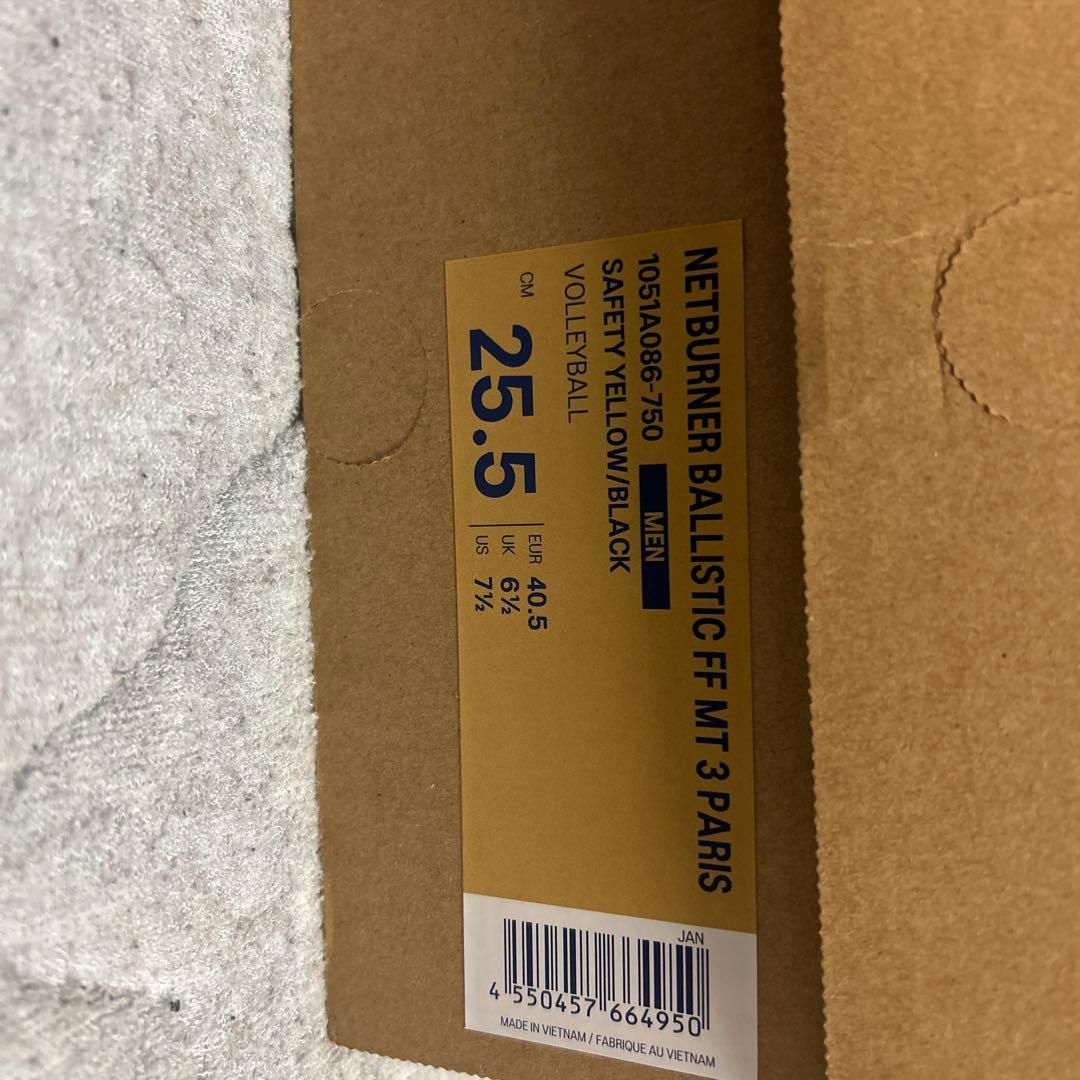 NETBURNER BALLISTIC FF MT 3 PARIS
1051A086-750 MEN
SAFETY YELLOW/BLACK
VOLLEYBALL
CM 25.5
EUR 40.5
UK 6½
US 7½
JAN
4 550457 664950
MADE IN VIETNAM / FABRIQUE AU VIETNAM